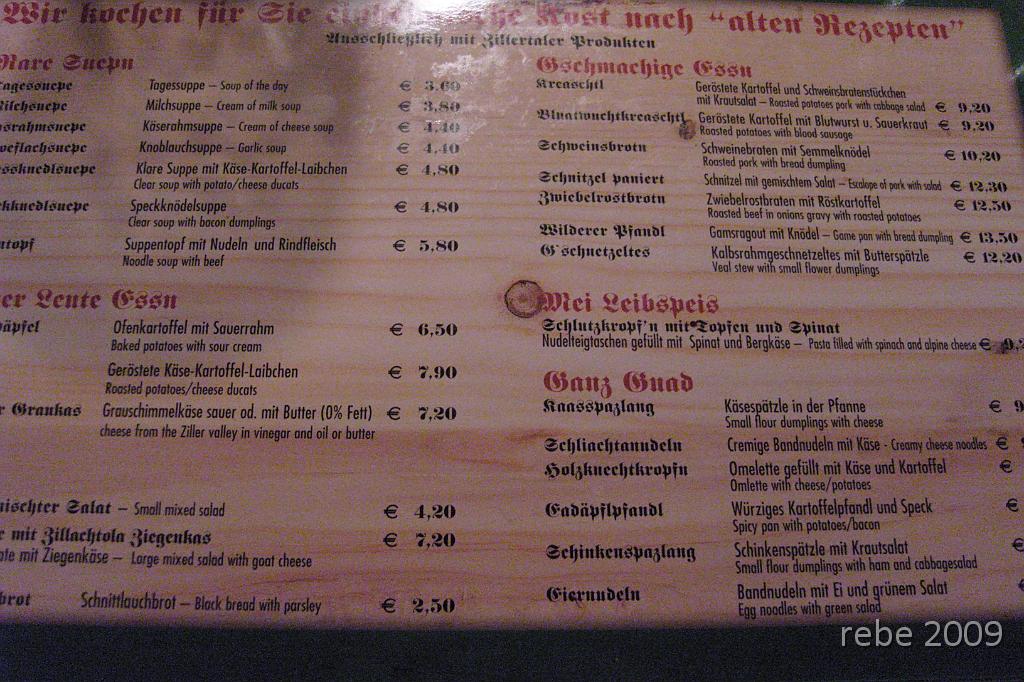 Wir kochen für Sie nach "alten Rezepten"
Ausschließlich mit Zillertaler Produkten
Rare Suepn
Tagessuepe Tagessuppe – Soup of the day € 3,60
Milchsuepe Milchsuppe – Cream of milk soup € 3,80
Käserahmsuppe – Cream of cheese soup € 4,40
Knoblauchsuppe – Garlic soup € 4,40
Klare Suppe mit Käse-Kartoffel-Laibchen € 4,80
Clear soup with potato/cheese ducats
Speckknödelsuppe € 4,80
Clear soup with bacon dumplings
ntopf Suppentopf mit Nudeln und Rindfleisch € 5,80
Noodle soup with beef
er Leute Essn
äpfel Ofenkartoffel mit Sauerrahm € 6,50
Baked potatoes with sour cream
Geröstete Käse-Kartoffel-Laibchen € 7,90
Roasted potatoes/cheese ducats
r Graukas Grauschimmelkäse sauer od. mit Butter (0% Fett) € 7,20
cheese from the Ziller valley in vinegar and oil or butter
mischter Salat – Small mixed salad € 4,20
mit Zillachtola Ziegenkas € 7,20
mit Ziegenkäse – Large mixed salad with goat cheese
brot Schnittlauchbrot – Black bread with parsley € 2,50
Gschmachige Essn
Kreaschtl Geröstete Kartoffel und Schweinsbratenstückchen
mit Krautsalat – Roasted potatoes pork with cabbage salad € 9,20
Bluatwuchtkreaschtl Geröstete Kartoffel mit Blutwurst u. Sauerkraut € 9,20
Roasted potatoes with blood sausage
Schweinsbrotn Schweinebraten mit Semmelknödel € 10,20
Roasted pork with bread dumpling
Schnitzel paniert Schnitzel mit gemischtem Salat – Escalope of pork with salad € 12,30
Zwiebelrostbrotn Zwiebelrostbraten mit Röstkartoffel € 12,50
Roasted beef in onions gravy with roasted potatoes
Wilderer Pfandl Gamsragout mit Knödel – Game pan with bread dumpling € 13,50
G'schnetzeltes Kalbsrahmgeschnetzeltes mit Butterspätzle € 12,20
Veal stew with small flower dumplings
Mei Leibspeis
Schlutzkropf'n mit Topfen und Spinat
Nudelteigtaschen gefüllt mit Spinat und Bergkäse – Pasta filled with spinach and alpine cheese €
Ganz Guad
Kaasspazlang Käsespätzle in der Pfanne €
Small flour dumplings with cheese
Schliachtanudeln Cremige Bandnudeln mit Käse - Creamy cheese noodles €
Holzknechtkropfn Omelette gefüllt mit Käse und Kartoffel €
Omlette with cheese/potatoes
Eadäpflpfandl Würziges Kartoffelpfandl und Speck €
Spicy pan with potatoes/bacon
Schinkenspazlang Schinkenspätzle mit Krautsalat €
Small flour dumplings with ham and cabbagesalad
Eiernudeln Bandnudeln mit Ei und grünem Salat €
Egg noodles with green salad
rebe 2009